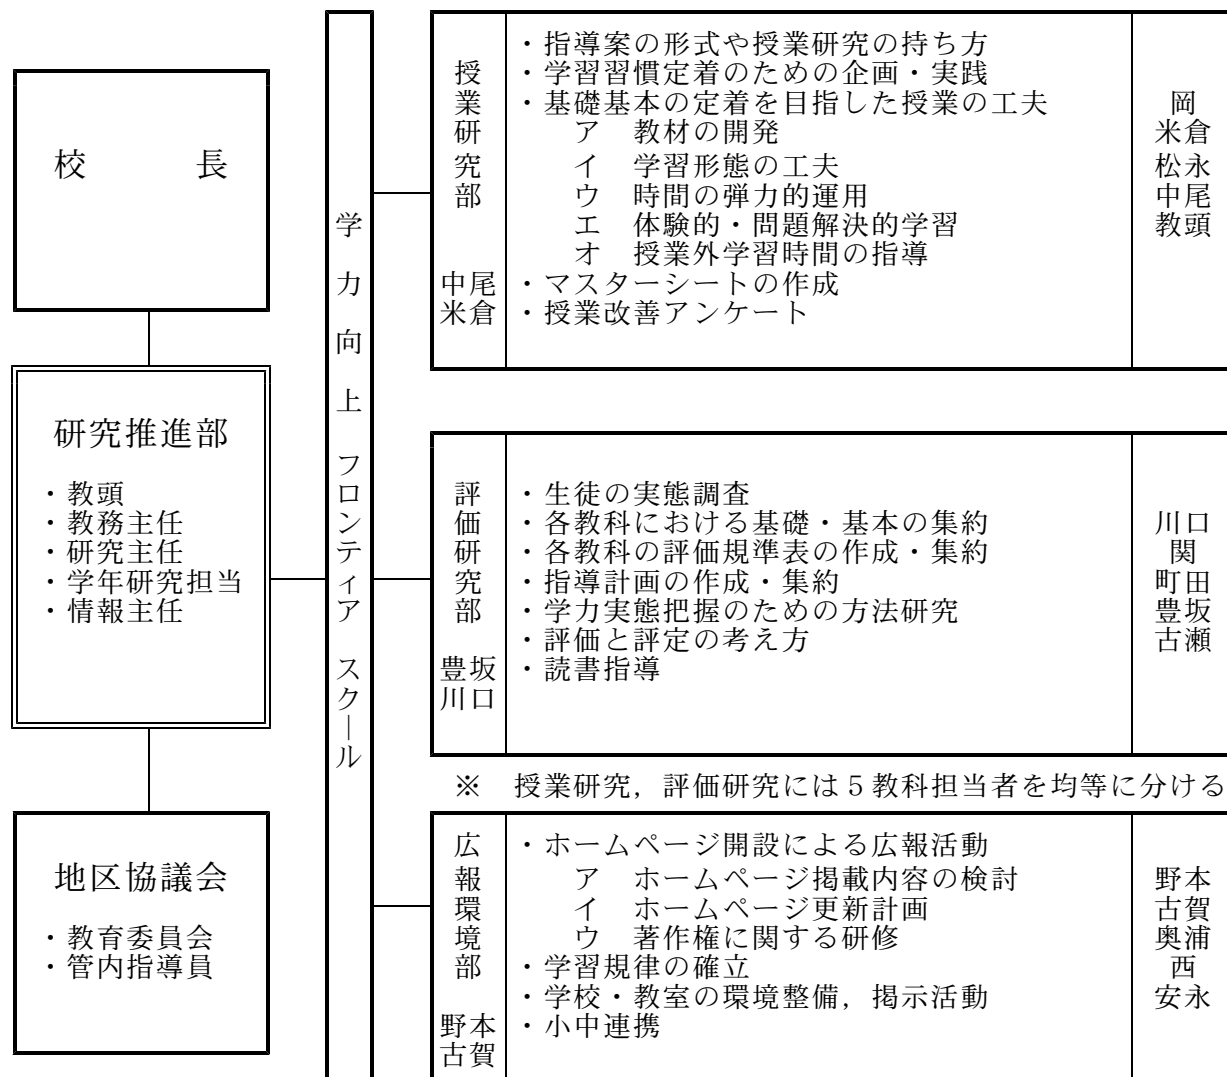 校 長
研究推進部
・教頭
・教務主任
・研究主任
・学年研究担当
・情報主任
地区協議会
・教育委員会
・管内指導員
学力向上 フロンティア スクール
授業研究部
中尾
米倉
・指導案の形式や授業研究の持ち方
・学習習慣定着のための企画・実践
・基礎基本の定着を目指した授業の工夫
ア 教材の開発
イ 学習形態の工夫
ウ 時間の弾力的運用
エ 体験的・問題解決的学習
オ 授業外学習時間の指導
・マスターシートの作成
・授業改善アンケート
岡
米倉
松永
中尾
教頭
評価研究部
豊坂
川口
・生徒の実態調査
・各教科における基礎・基本の集約
・各教科の評価規準表の作成・集約
・指導計画の作成・集約
・学力実態把握のための方法研究
・評価と評定の考え方
・読書指導
川口
関
町田
豊坂
古瀬
※ 授業研究，評価研究には５教科担当者を均等に分ける
広報環境部
野本
古賀
・ホームページ開設による広報活動
ア ホームページ掲載内容の検討
イ ホームページ更新計画
ウ 著作権に関する研修
・学習規律の確立
・学校・教室の環境整備，掲示活動
・小中連携
野本
古賀
奥浦
西
安永